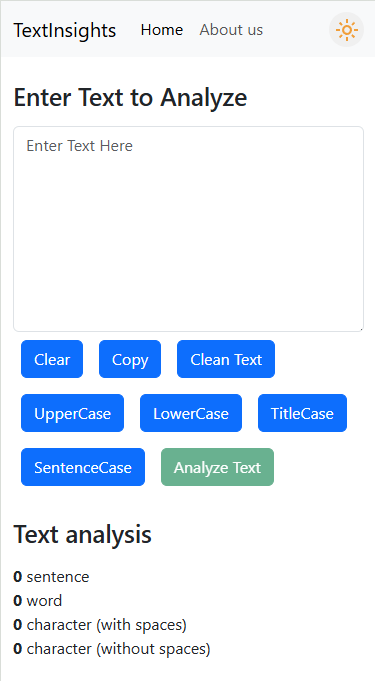 TextInsights Home About us
Enter Text to Analyze
Enter Text Here
Clear Copy Clean Text
UpperCase LowerCase TitleCase
SentenceCase Analyze Text
Text analysis
0 sentence
0 word
0 character (with spaces)
0 character (without spaces)